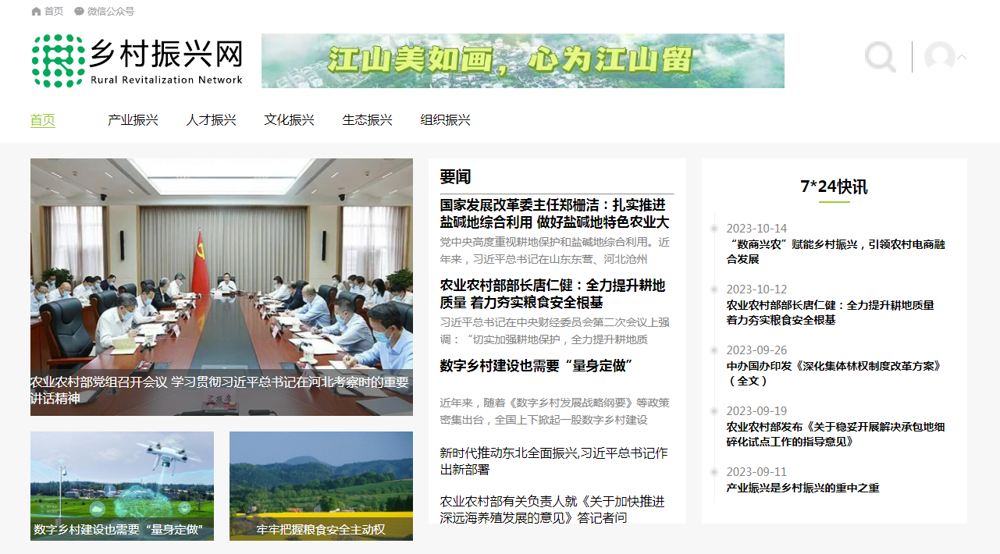 首页 微信公众号
乡村振兴网
Rural Revitalization Network
江山美如画，心为江山留
首页 产业振兴 人才振兴 文化振兴 生态振兴 组织振兴
农业农村部党组召开会议 学习贯彻习近平总书记在河北考察时的重要
讲话精神
数字乡村建设也需要“量身定做”
牢牢把握粮食安全主动权
要闻
国家发展改革委主任郑栅洁：扎实推进
盐碱地综合利用 做好盐碱地特色农业大
党中央高度重视耕地保护和盐碱地综合利用。近
年来，习近平总书记在山东东营、河北沧州
农业农村部部长唐仁健：全力提升耕地
质量 着力夯实粮食安全根基
习近平总书记在中央财经委员会第二次会议上强
调：“切实加强耕地保护，全力提升耕地质
数字乡村建设也需要“量身定做”
近年来，随着《数字乡村发展战略纲要》等政策
密集出台，全国上下掀起一股数字乡村建设
新时代推动东北全面振兴,习近平总书记作
出新部署
农业农村部有关负责人就《关于加快推进
深远海养殖发展的意见》答记者问
7*24快讯
2023-10-14
“数商兴农”赋能乡村振兴，引领农村电商融
合发展
2023-10-12
农业农村部部长唐仁健：全力提升耕地质量
着力夯实粮食安全根基
2023-09-26
中办国办印发《深化集体林权制度改革方案》
（全文）
2023-09-19
农业农村部发布《关于稳妥开展解决承包地细
碎化试点工作的指导意见》
2023-09-11
产业振兴是乡村振兴的重中之重